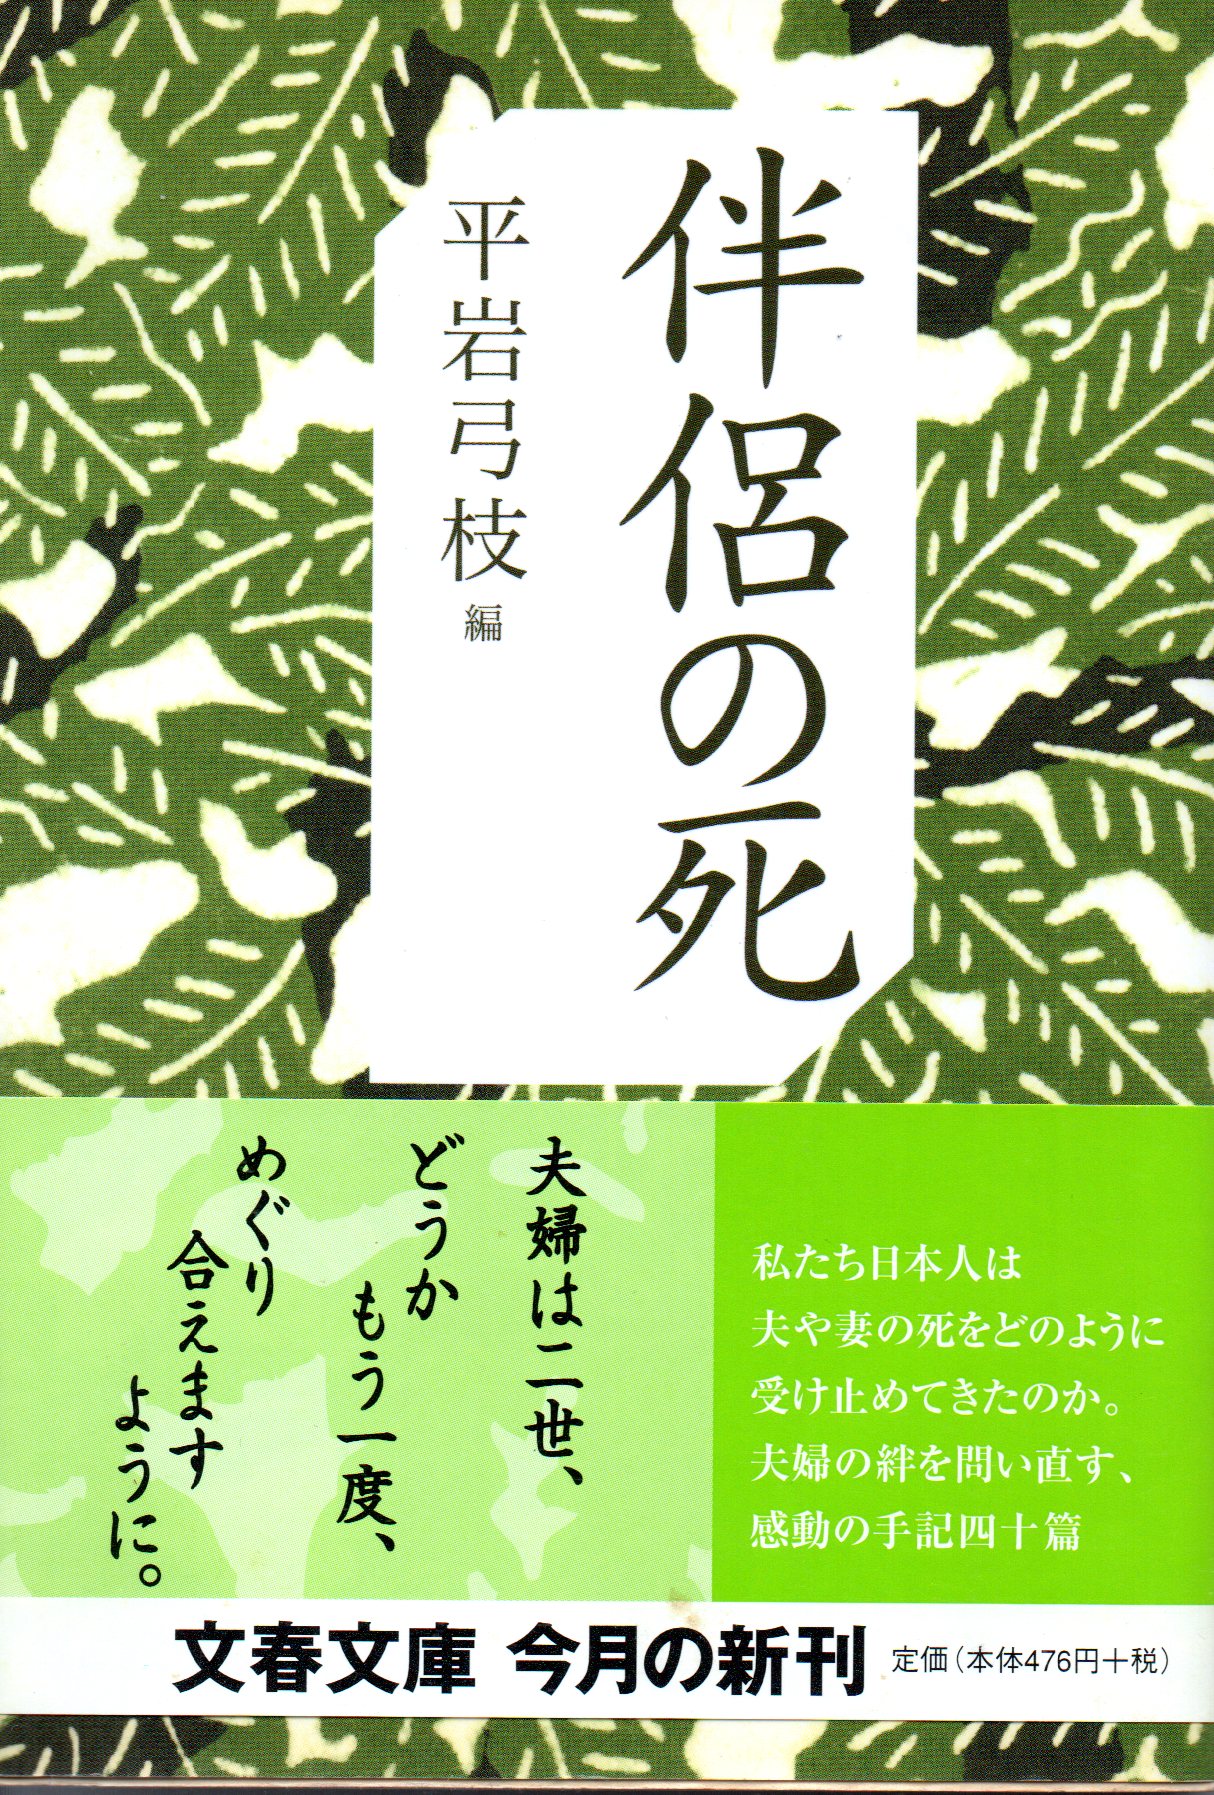 伴侶の死
平岩弓枝 編
夫婦は二世、
どうか
もう一度、
めぐり
合えます
ように。
私たち日本人は
夫や妻の死をどのように
受け止めてきたのか。
夫婦の絆を問い直す、
感動の手記四十篇
文春文庫 今月の新刊 定価(本体476円＋税)